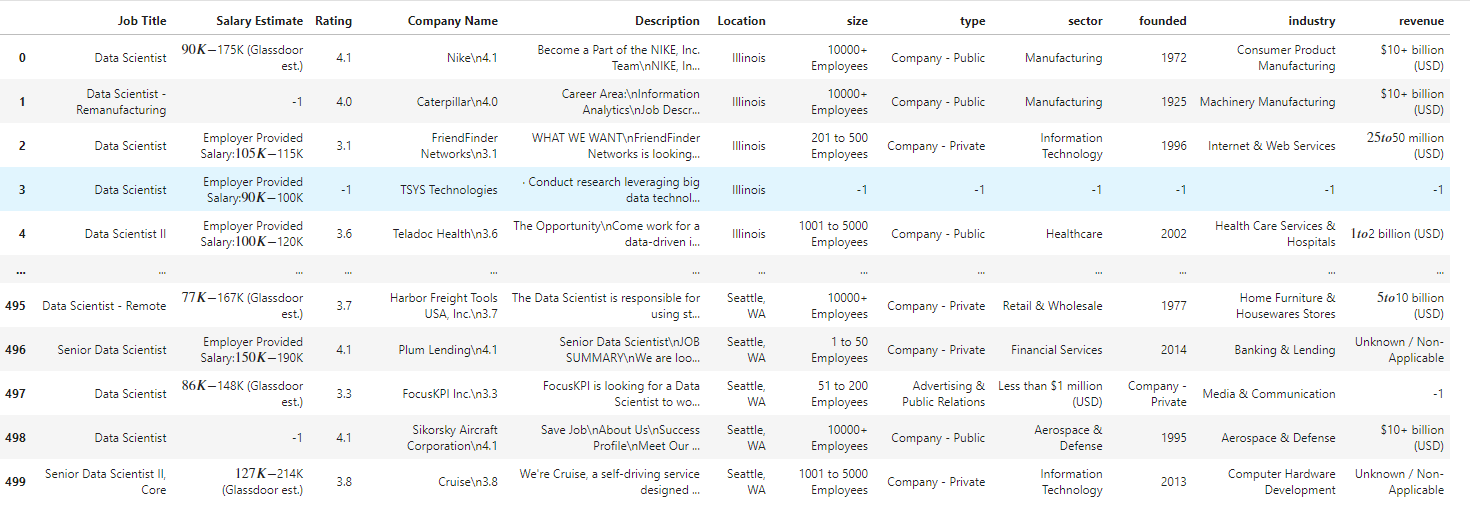 Job Title Salary Estimate Rating Company Name Description Location size type sector founded industry revenue
0 Data Scientist 90K−175K (Glassdoor est.) 4.1 Nike\n4.1 Become a Part of the NIKE, Inc. Team\nNIKE, In... Illinois 10000+ Employees Company - Public Manufacturing 1972 Consumer Product Manufacturing $10+ billion (USD)
1 Data Scientist - Remanufacturing -1 4.0 Caterpillar\n4.0 Career Area:\nInformation Analytics\nJob Descr... Illinois 10000+ Employees Company - Public Manufacturing 1925 Machinery Manufacturing $10+ billion (USD)
2 Data Scientist Employer Provided Salary:105K−115K 3.1 FriendFinder Networks\n3.1 WHAT WE WANT\nFriendFinder Networks is looking... Illinois 201 to 500 Employees Company - Private Information Technology 1996 Internet & Web Services 25to50 million (USD)
3 Data Scientist Employer Provided Salary:90K−100K -1 TSYS Technologies · Conduct research leveraging big data technol... Illinois -1 -1 -1 -1 -1 -1
4 Data Scientist II Employer Provided Salary:100K−120K 3.6 Teladoc Health\n3.6 The Opportunity\nCome work for a data-driven i... Illinois 1001 to 5000 Employees Company - Public Healthcare 2002 Health Care Services & Hospitals 1to2 billion (USD)
... ... ... ... ... ... ... ... ... ... ... ... ...
495 Data Scientist - Remote 77K−167K (Glassdoor est.) 3.7 Harbor Freight Tools USA, Inc.\n3.7 The Data Scientist is responsible for using st... Seattle, WA 10000+ Employees Company - Private Retail & Wholesale 1977 Home Furniture & Housewares Stores 5to10 billion (USD)
496 Senior Data Scientist Employer Provided Salary:150K−190K 4.1 Plum Lending\n4.1 Senior Data Scientist\nJOB SUMMARY\nWe are loo... Seattle, WA 1 to 50 Employees Company - Private Financial Services 2014 Banking & Lending Unknown / Non-Applicable
497 Data Scientist 86K−148K (Glassdoor est.) 3.3 FocusKPI Inc.\n3.3 FocusKPI is looking for a Data Scientist to wo... Seattle, WA 51 to 200 Employees Advertising & Public Relations Less than $1 million (USD) Company - Private Media & Communication -1
498 Data Scientist -1 4.1 Sikorsky Aircraft Corporation\n4.1 Save Job\nAbout Us\nSuccess Profile\nMeet Our ... Seattle, WA 10000+ Employees Company - Public Aerospace & Defense 1995 Aerospace & Defense $10+ billion (USD)
499 Senior Data Scientist II, Core 127K−214K (Glassdoor est.) 3.8 Cruise\n3.8 We're Cruise, a self-driving service designed ... Seattle, WA 1001 to 5000 Employees Company - Private Information Technology 2013 Computer Hardware Development Unknown / Non-Applicable